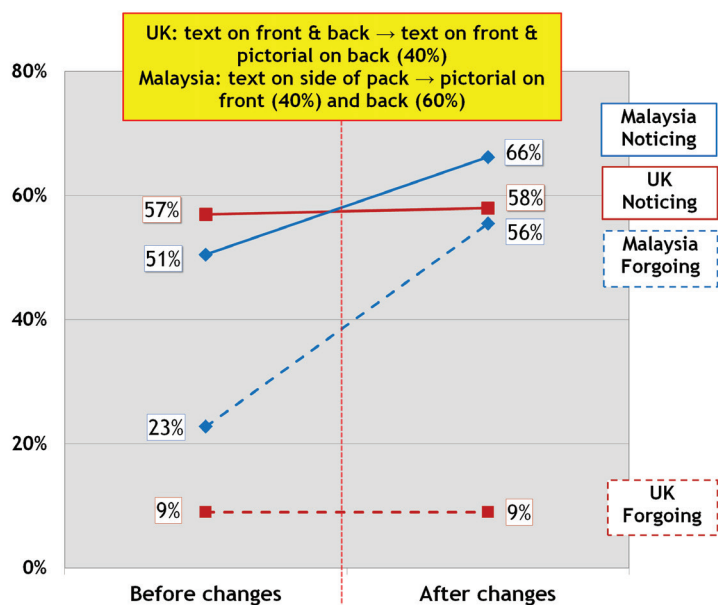 UK: text on front & back → text on front &
pictorial on back (40%)
Malaysia: text on side of pack → pictorial on
front (40%) and back (60%)
80%
60%
40%
20%
0%
57%
51%
23%
9%
66%
58%
56%
9%
Malaysia
Noticing
UK
Noticing
Malaysia
Forgoing
UK
Forgoing
Before changes
After changes